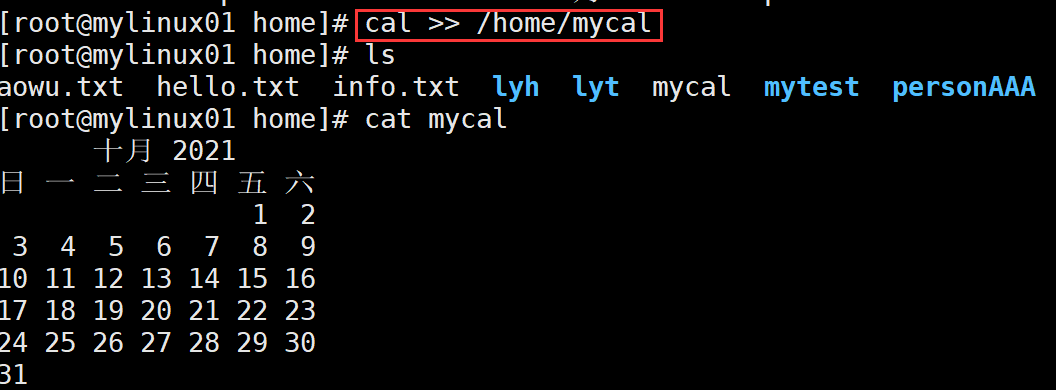 [root@mylinux01 home]# cal >> /home/mycal
[root@mylinux01 home]# ls
aowu.txt  hello.txt  info.txt  lyh  lyt  mycal  mytest  personAAA
[root@mylinux01 home]# cat mycal
      十月 2021
日 一 二 三 四 五 六
                1  2
 3  4  5  6  7  8  9
10 11 12 13 14 15 16
17 18 19 20 21 22 23
24 25 26 27 28 29 30
31